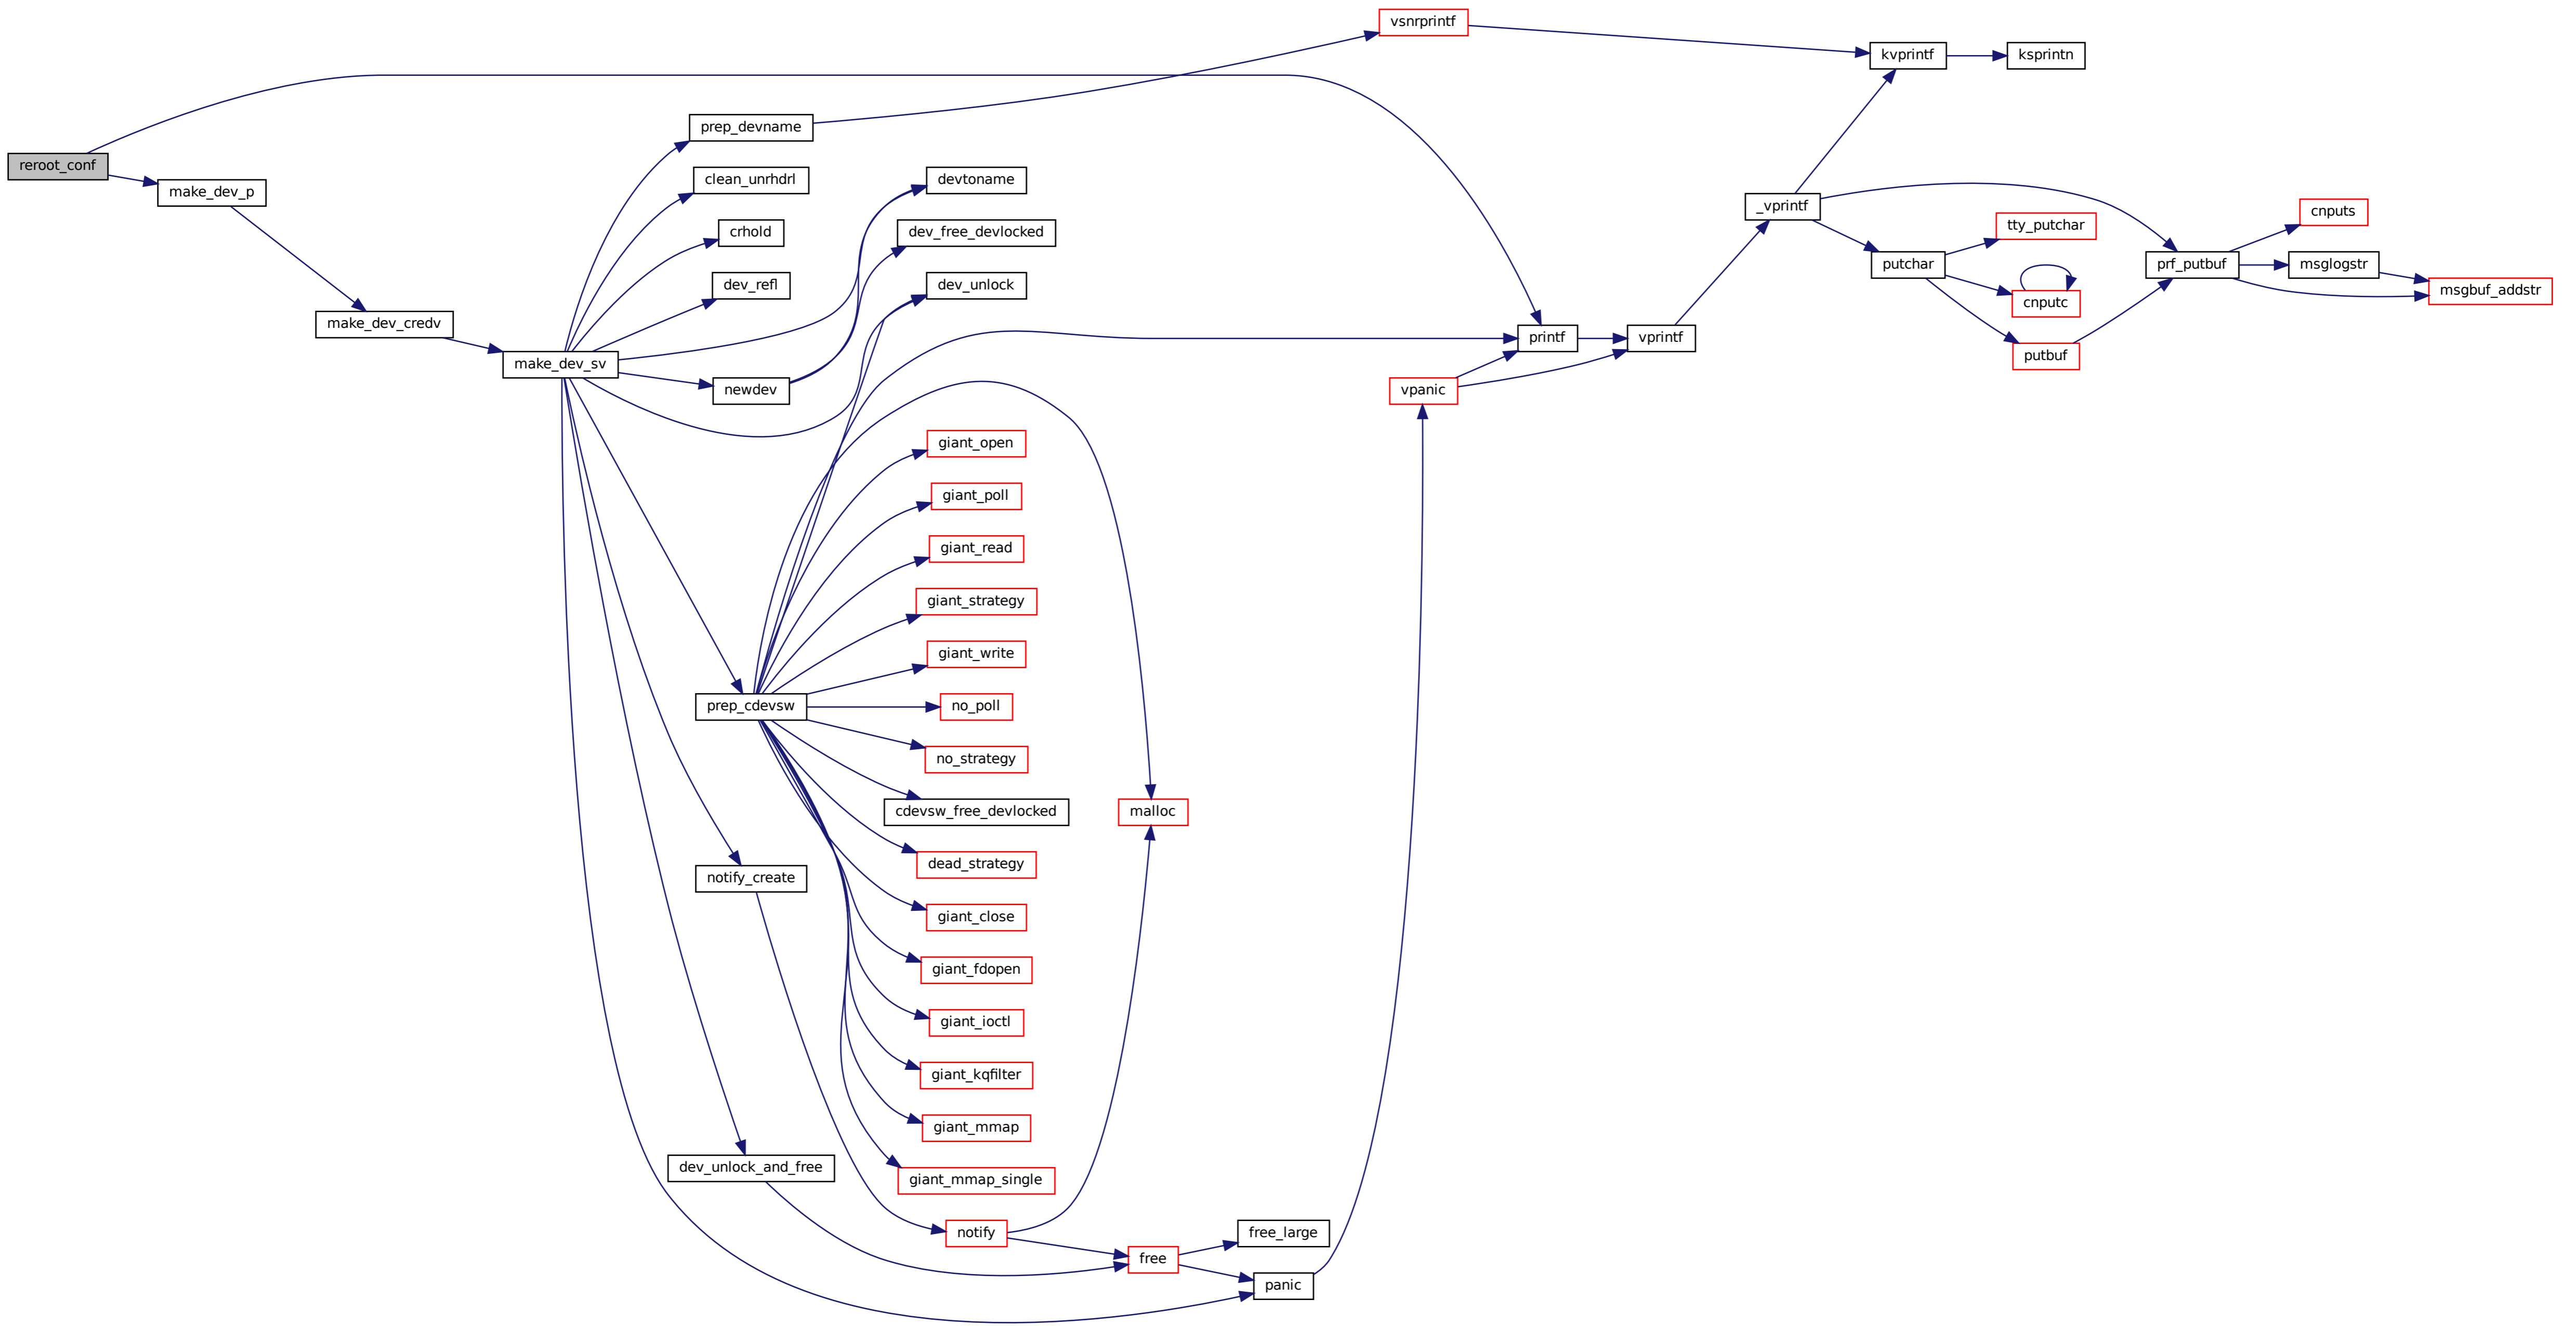 reroot_conf
make_dev_p
make_dev_credv
make_dev_sv
prep_devname
clean_unrhdrl
crhold
dev_refl
newdev
prep_cdevsw
notify_create
dev_unlock_and_free
devtoname
dev_free_devlocked
dev_unlock
giant_open
giant_poll
giant_read
giant_strategy
giant_write
no_poll
no_strategy
cdevsw_free_devlocked
dead_strategy
giant_close
giant_fdopen
giant_ioctl
giant_kqfilter
giant_mmap
giant_mmap_single
notify
malloc
free
free_large
panic
vsnrprintf
vpanic
printf
vprintf
_vprintf
kvprintf
putchar
ksprintn
tty_putchar
cnputc
putbuf
prf_putbuf
cnputs
msglogstr
msgbuf_addstr